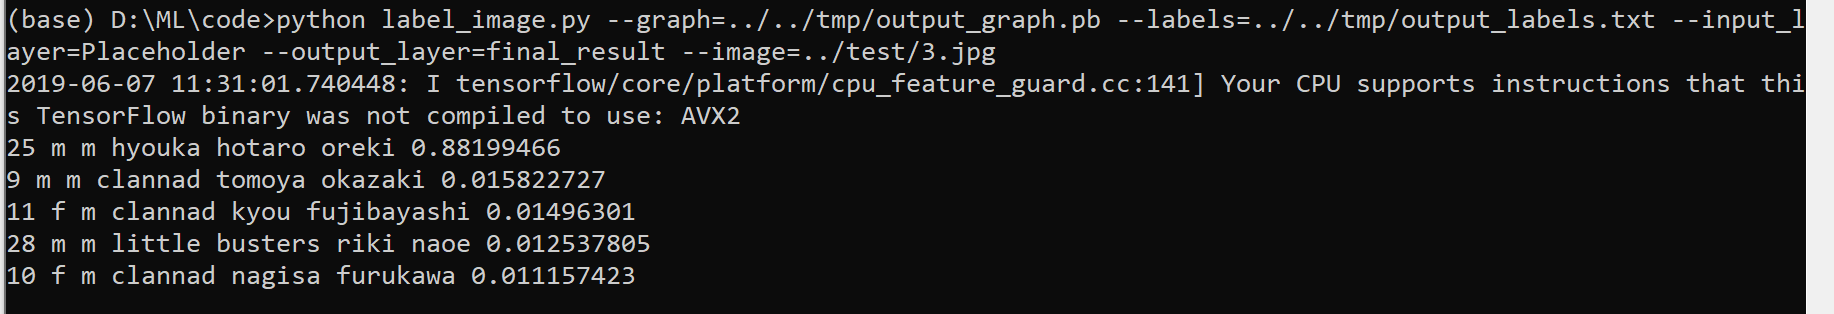 (base) D:\ML\code>python label_image.py --graph=../../tmp/output_graph.pb --labels=../../tmp/output_labels.txt --input_l
ayer=Placeholder --output_layer=final_result --image=../test/3.jpg
2019-06-07 11:31:01.740448: I tensorflow/core/platform/cpu_feature_guard.cc:141] Your CPU supports instructions that thi
s TensorFlow binary was not compiled to use: AVX2
25 m m hyouka hotaro oreki 0.88199466
9 m m clannad tomoya okazaki 0.015822727
11 f m clannad kyou fujibayashi 0.01496301
28 m m little busters riki naoe 0.012537805
10 f m clannad nagisa furukawa 0.011157423